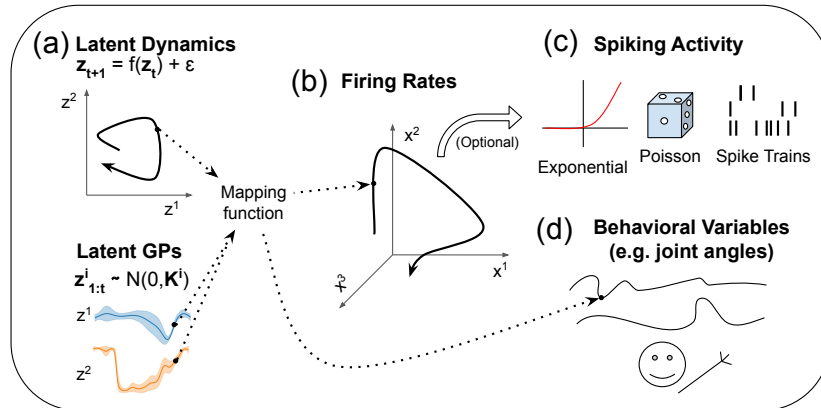 (a)
Latent Dynamics
z_{t+1} = f(z_t) + ε
z²
z¹
Latent GPs
z^i_{1:t} ~ N(0,K^i)
z¹
z²
Mapping
function
(b)
Firing Rates
x²
x¹
x³
(Optional)
(c)
Spiking Activity
Exponential
Poisson
Spike Trains
(d)
Behavioral Variables
(e.g. joint angles)